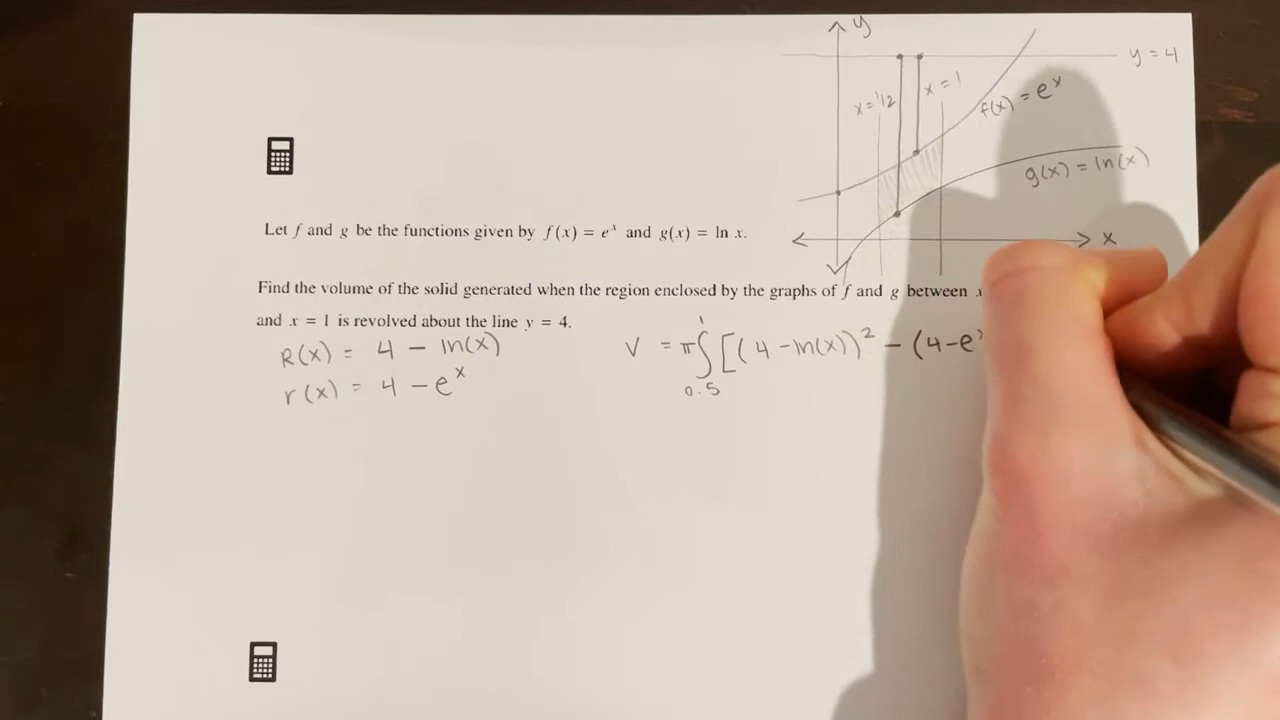 y
y = 4
x = 1/2
x = 1
f(x) = e^x
g(x) = ln(x)
x
Let f and g be the functions given by f(x) = e^x and g(x) = ln x.
Find the volume of the solid generated when the region enclosed by the graphs of f and g between
and x = 1 is revolved about the line y = 4.
R(x) = 4 - ln(x)
r(x) = 4 - e^x
V = π∫_{0.5}^{1} [(4 - ln(x))^2 - (4-e^x